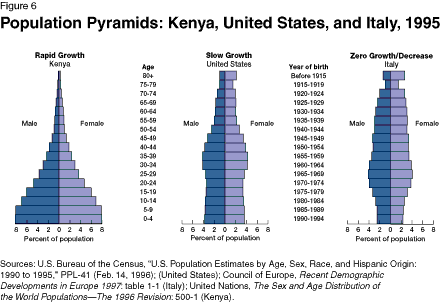 Figure 6
Population Pyramids: Kenya, United States, and Italy, 1995
Rapid Growth
Kenya
Age
Slow Growth
United States
Year of birth
Zero Growth/Decrease
Italy
80+
Before 1915
75-79
1915-1919
70-74
1920-1924
65-69
1925-1929
60-64
1930-1934
55-59
1935-1939
Male
Female
50-54
Male
Female
1940-1944
Male
Female
45-49
1945-1949
40-44
1950-1954
35-39
1955-1959
30-34
1960-1964
25-29
1965-1969
20-24
1970-1974
15-19
1975-1979
10-14
1980-1984
5-9
1985-1989
0-4
1990-1994
8 6 4 2 0 2 4 6 8
8 6 4 2 0 2 4 6 8
8 6 4 2 0 2 4 6 8
Percent of population
Percent of population
Percent of population
Sources: U.S. Bureau of the Census, "U.S. Population Estimates by Age, Sex, Race, and Hispanic Origin:
1990 to 1995," PPL-41 (Feb. 14, 1996); (United States); Council of Europe, Recent Demographic
Developments in Europe 1997: table 1-1 (Italy); United Nations, The Sex and Age Distribution of
the World Populations—The 1996 Revision: 500-1 (Kenya).